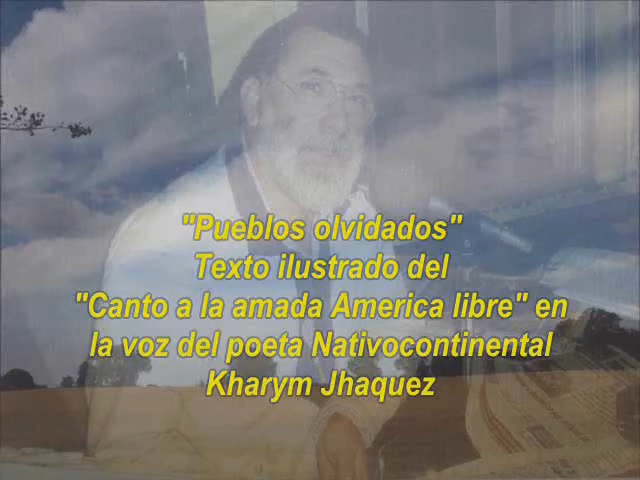 "Pueblos olvidados"
Texto ilustrado del
"Canto a la amada America libre" en
la voz del poeta Nativocontinental
Kharym Jhaquez